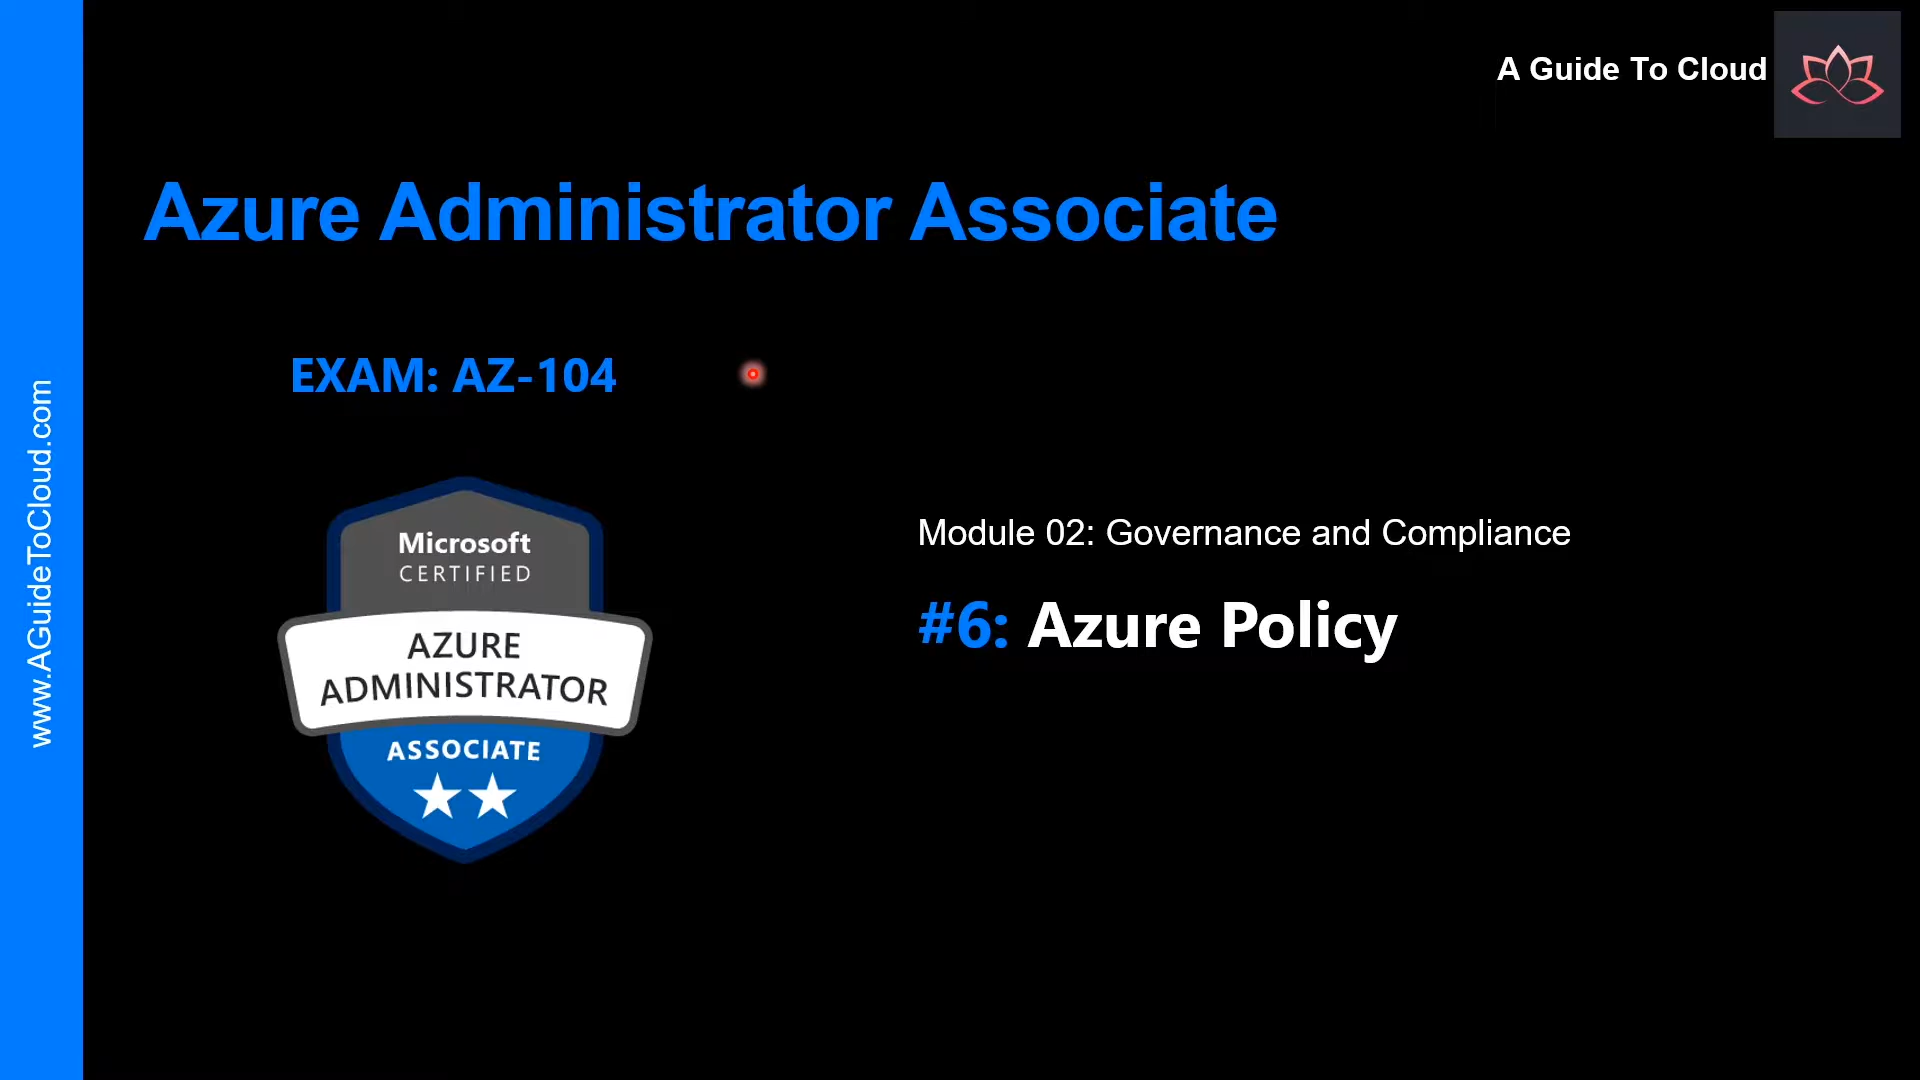 A Guide To Cloud
Azure Administrator Associate
EXAM: AZ-104
Microsoft
CERTIFIED
AZURE
ADMINISTRATOR
ASSOCIATE
Module 02: Governance and Compliance
#6: Azure Policy
www.AGuideToCloud.com